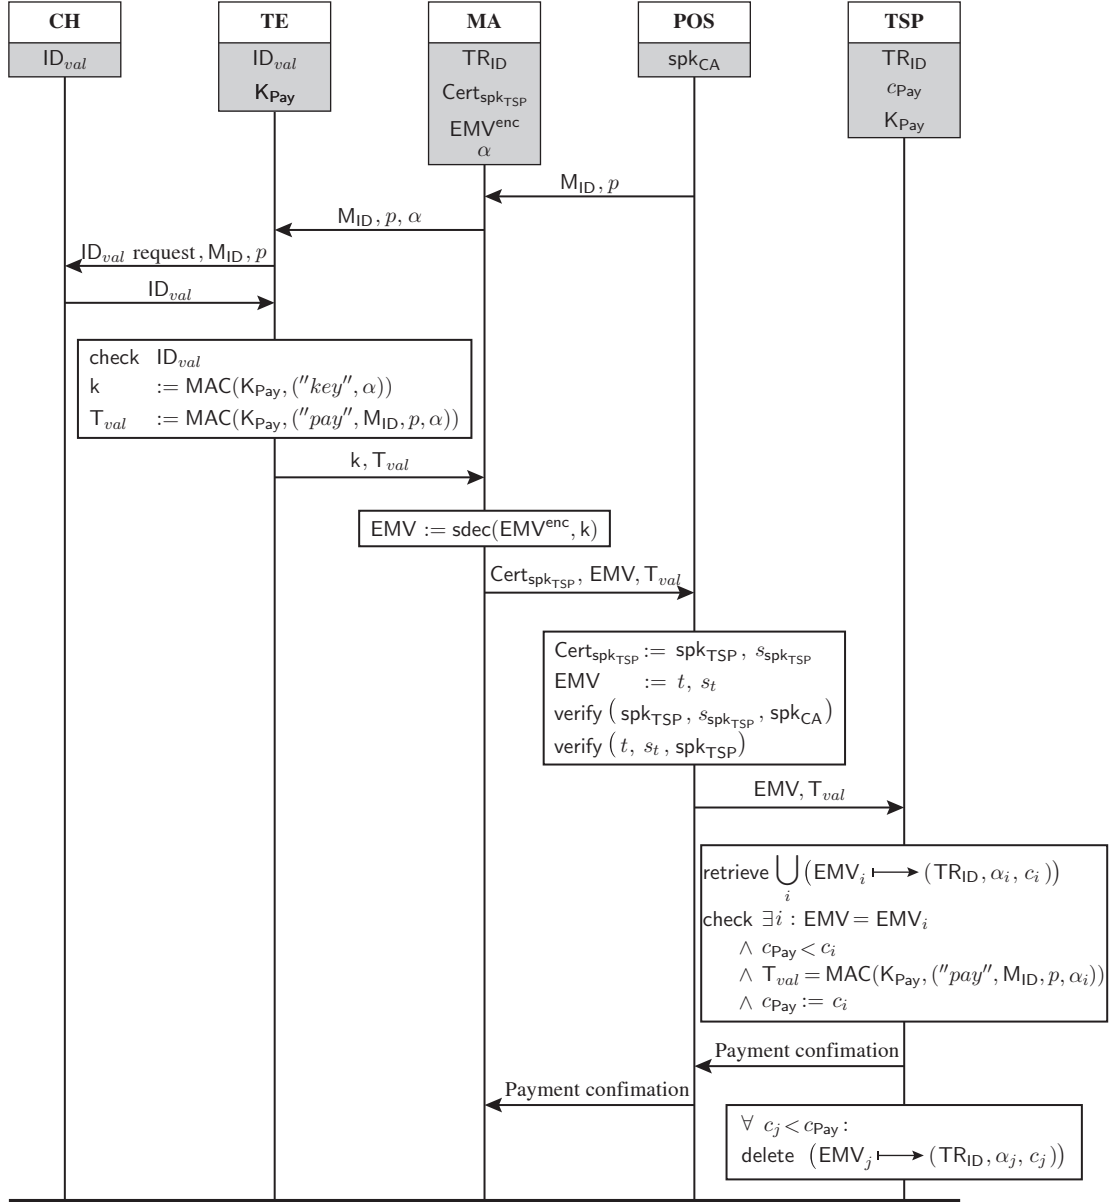 CH TE MA POS TSP
ID_val ID_val TR_ID spk_CA TR_ID
K_Pay Cert_spk_TSP c_Pay
EMV^enc K_Pay
α
M_ID, p
M_ID, p, α
ID_val request, M_ID, p
ID_val
check ID_val
k := MAC(K_Pay, ("key", α))
T_val := MAC(K_Pay, ("pay", M_ID, p, α))
k, T_val
EMV := sdec(EMV^enc, k)
Cert_spk_TSP, EMV, T_val
Cert_spk_TSP := spk_TSP, s_spk_TSP
EMV := t, s_t
verify (spk_TSP, s_spk_TSP, spk_CA)
verify (t, s_t, spk_TSP)
EMV, T_val
retrieve ⋃_i (EMV_i ⟼ (TR_ID, α_i, c_i))
check ∃i : EMV = EMV_i
∧ c_Pay < c_i
∧ T_val = MAC(K_Pay, ("pay", M_ID, p, α_i))
∧ c_Pay := c_i
Payment confimation
Payment confimation
∀ c_j < c_Pay :
delete (EMV_j ⟼ (TR_ID, α_j, c_j))